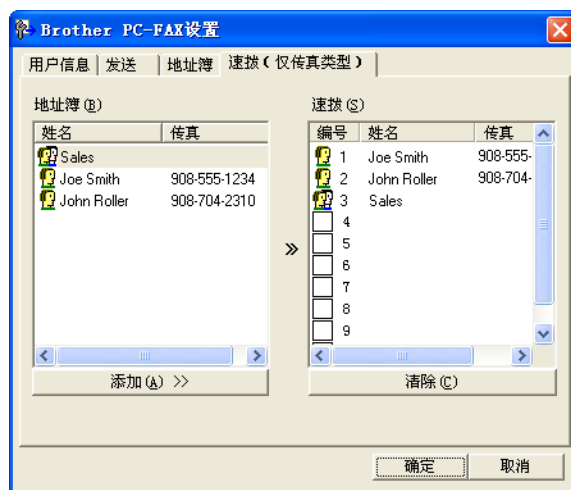 Brother PC-FAX设置
用户信息 发送 地址簿 速拨(仅传真类型)
地址簿(B)
姓名 传真
Sales
Joe Smith 908-555-1234
John Roller 908-704-2310
添加(A) >>
»
速拨(S)
编号 姓名 传真
1 Joe Smith 908-555-
2 John Roller 908-704-
3 Sales
4
5
6
7
8
9
清除(C)
确定 取消